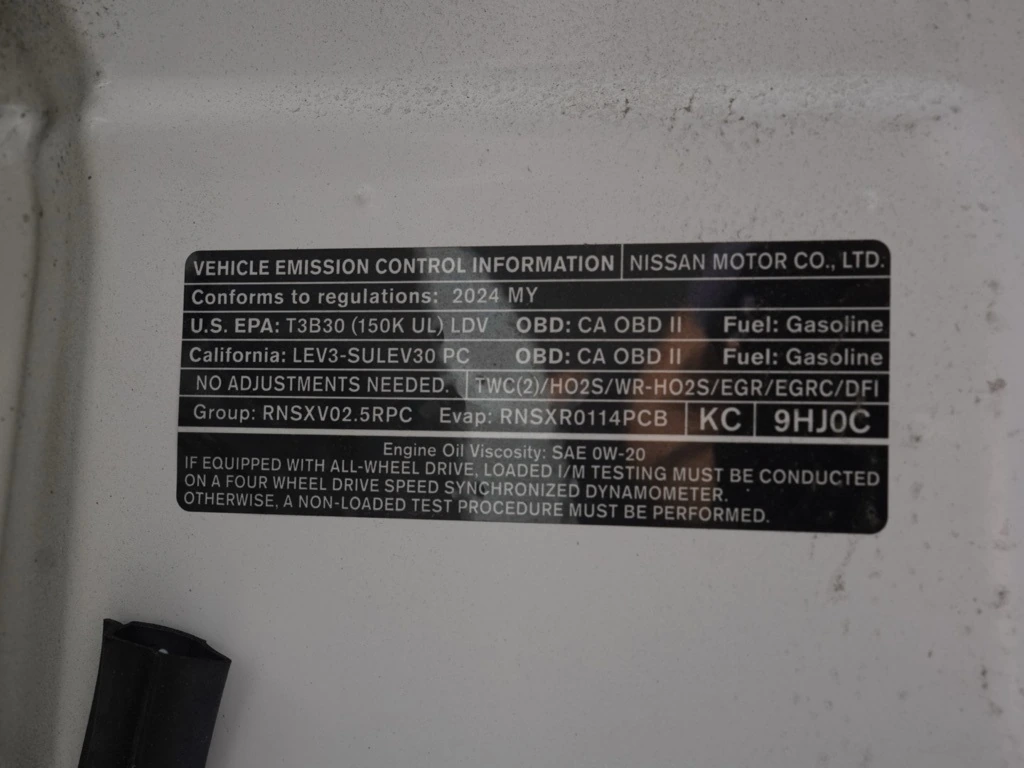 VEHICLE EMISSION CONTROL INFORMATION NISSAN MOTOR CO., LTD.
Conforms to regulations: 2024 MY
U.S. EPA: T3B30 (150K UL) LDV OBD: CA OBD II Fuel: Gasoline
California: LEV3-SULEV30 PC OBD: CA OBD II Fuel: Gasoline
NO ADJUSTMENTS NEEDED. TWC(2)/HO2S/WR-HO2S/EGR/EGRC/DFI
Group: RNSXV02.5RPC Evap: RNSXR0114PCB KC 9HJ0C
Engine Oil Viscosity: SAE 0W-20
IF EQUIPPED WITH ALL-WHEEL DRIVE, LOADED I/M TESTING MUST BE CONDUCTED
ON A FOUR WHEEL DRIVE SPEED SYNCHRONIZED DYNAMOMETER.
OTHERWISE, A NON-LOADED TEST PROCEDURE MUST BE PERFORMED.